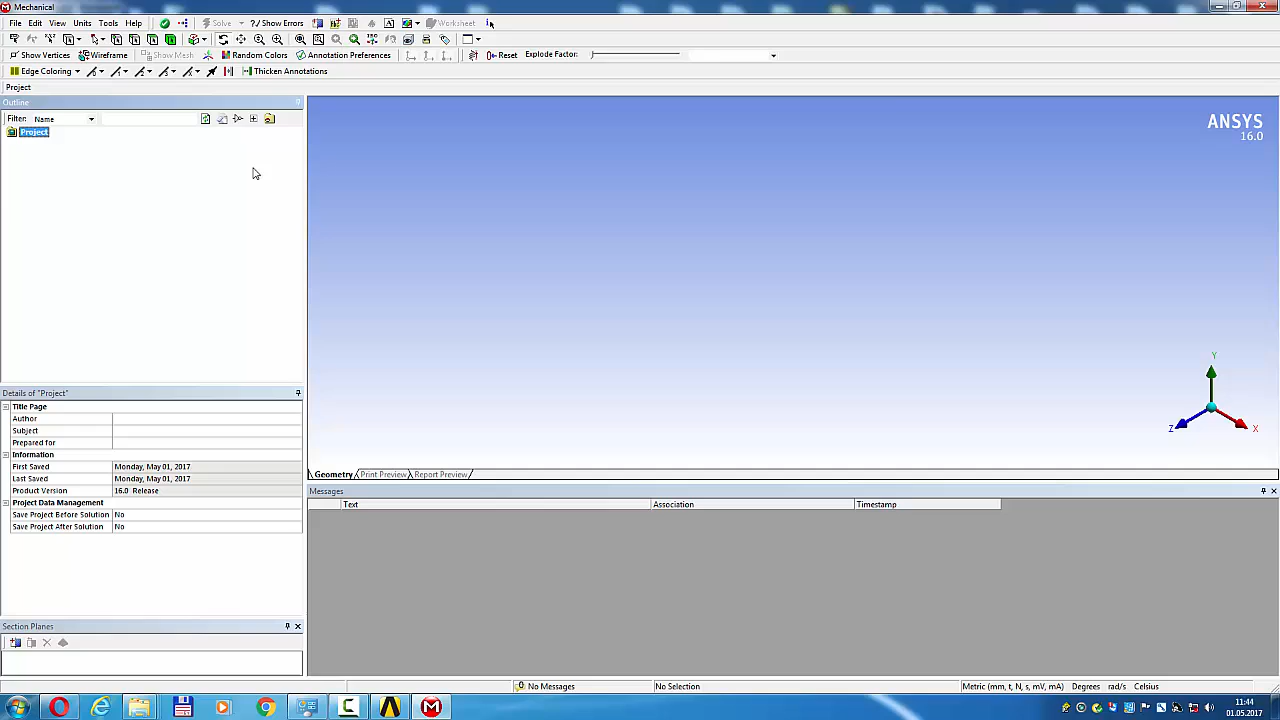 Mechanical
File Edit View Units Tools Help Solve ?/ Show Errors A Worksheet
Show Vertices Wireframe Show Mesh Random Colors Annotation Preferences Reset Explode Factor:
Edge Coloring Thicken Annotations
Project
Outline
Filter: Name
Project
ANSYS
16.0
Y
Z X
Details of "Project"
Title Page
Author
Subject
Prepared for
Information
First Saved Monday, May 01, 2017
Last Saved Monday, May 01, 2017
Product Version 16.0 Release
Project Data Management
Save Project Before Solution No
Save Project After Solution No
Geometry Print Preview Report Preview
Messages
Text Association Timestamp
Section Planes
No Messages No Selection Metric (mm, t, N, s, mV, mA) Degrees rad/s Celsius
11:44
01.05.2017